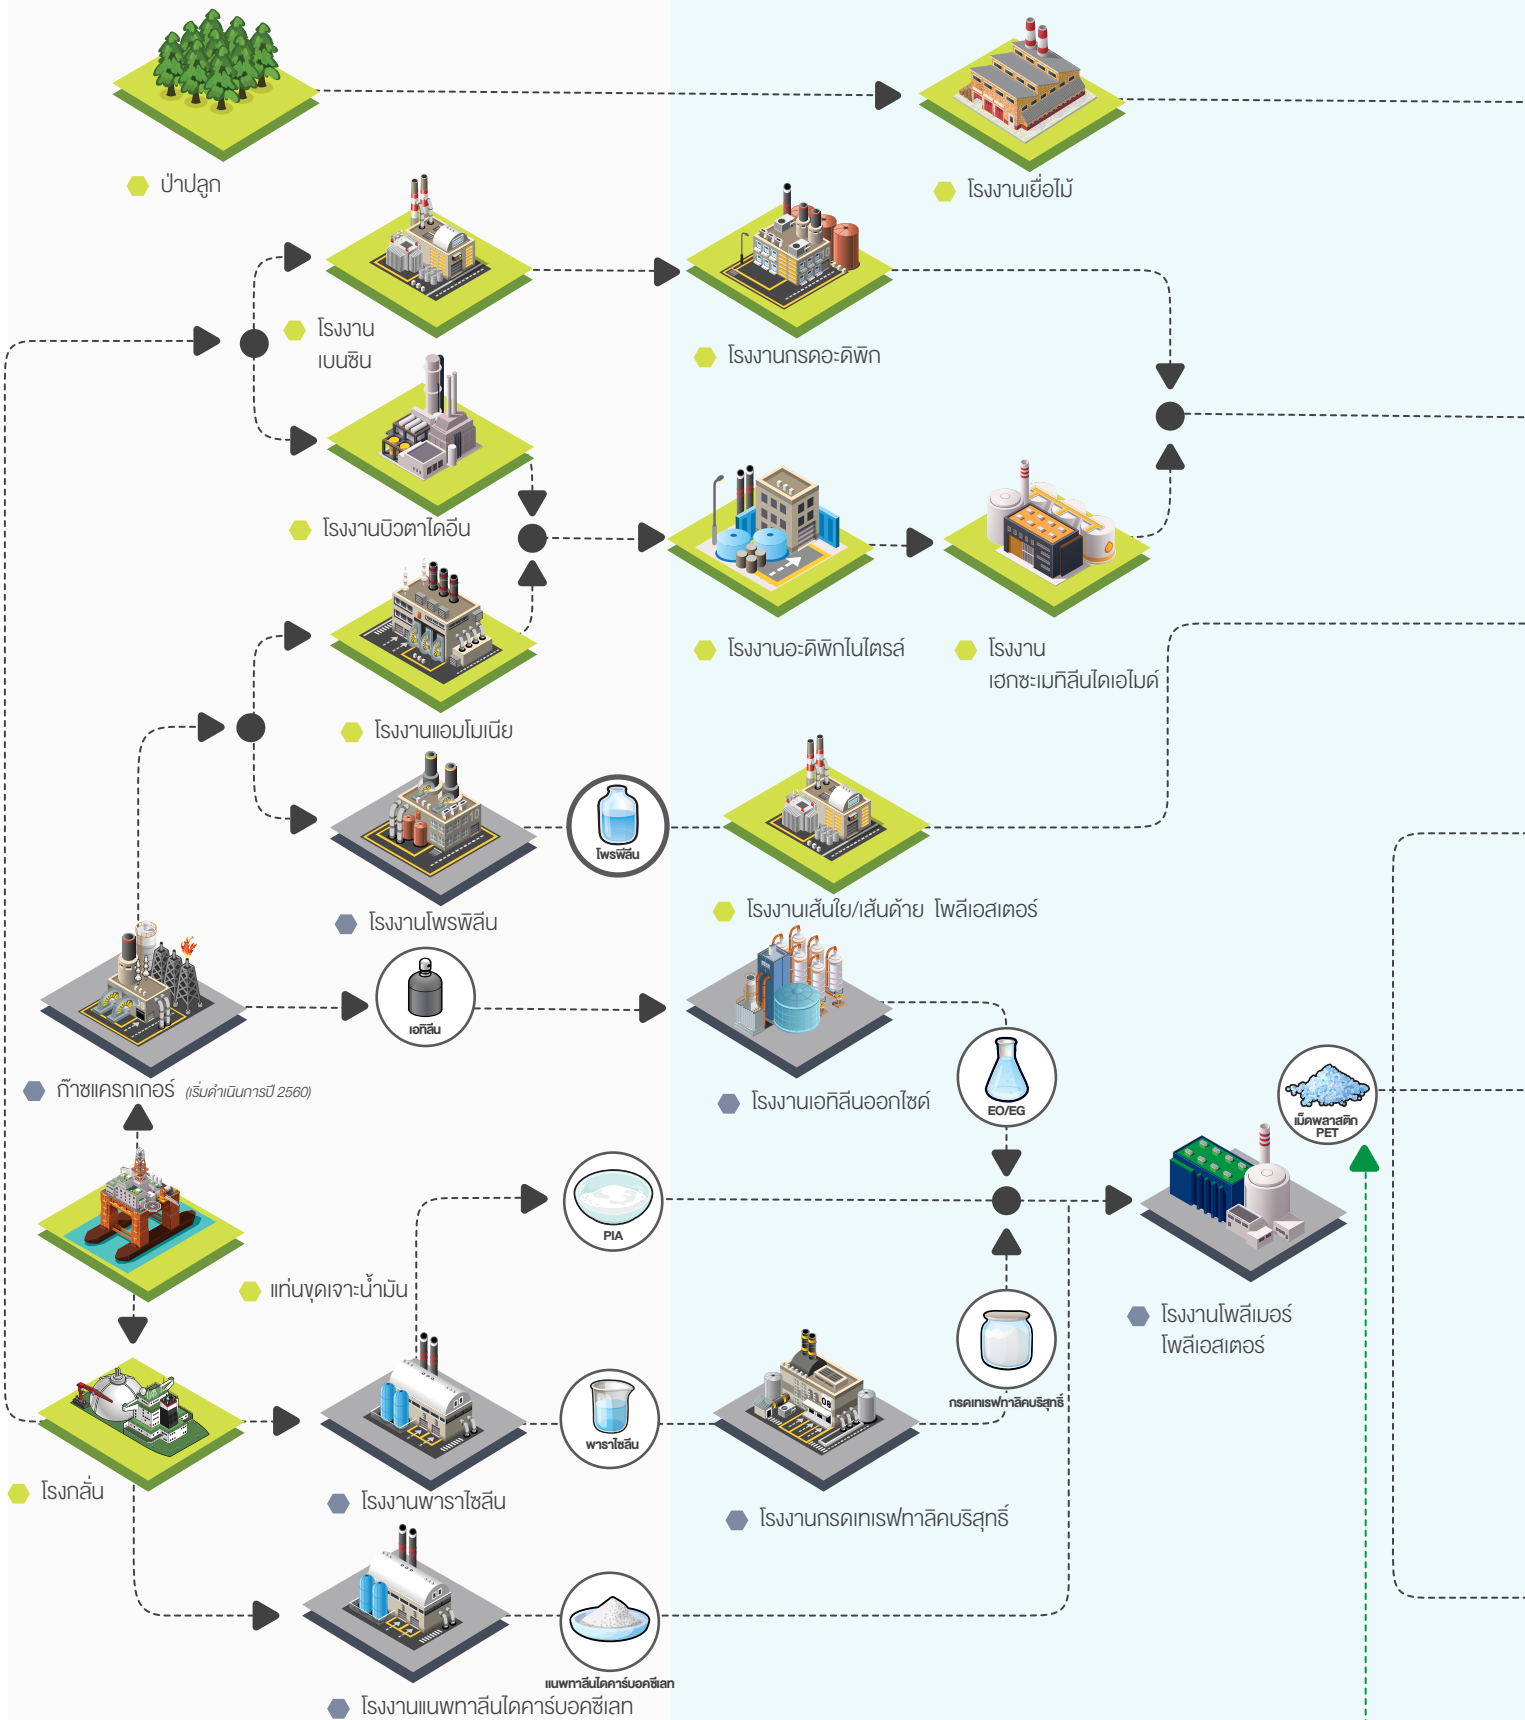 ป่าปลูก
โรงงานเยื่อไม้
โรงงาน
เบนซิน
โรงงานกรดอะดิพิก
โรงงานบิวตาไดอีน
โรงงานอะดิพิกไนไตรล์
โรงงาน
เฮกซะเมทิลีนไดเอไมด์
โรงงานแอมโมเนีย
โพรพีลีน
โรงงานโพรพิลีน
โรงงานเส้นใย/เส้นด้าย โพลีเอสเตอร์
เอทิลีน
ก๊าซแครกเกอร์ (เริ่มดำเนินการปี 2560)
โรงงานเอทิลีนออกไซด์
EO/EG
เม็ดพลาสติก
PET
PIA
แท่นขุดเจาะน้ำมัน
โรงงานโพลีเมอร์
โพลีเอสเตอร์
กรดเทเรฟทาลิคบริสุทธิ์
พาราไซลีน
โรงกลั่น
โรงงานพาราไซลีน
โรงงานกรดเทเรฟทาลิคบริสุทธิ์
แนพทาลีนไดคาร์บอคซีเลท
โรงงานแนพทาลีนไดคาร์บอคซีเลท